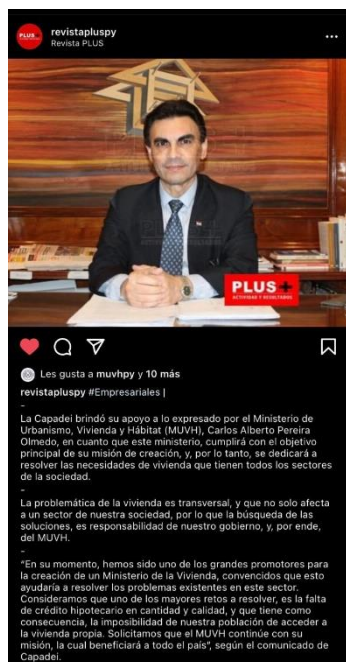 PLUS+
revistapluspy
Revista PLUS
PLUS+
ACTIVIDAD Y RESULTADOS
Les gusta a muvhpy y 10 más
revistapluspy #Empresariales |
-
La Capadei brindó su apoyo a lo expresado por el Ministerio de
Urbanismo, Vivienda y Hábitat (MUVH), Carlos Alberto Pereira
Olmedo, en cuanto que este ministerio, cumplirá con el objetivo
principal de su misión de creación, y, por lo tanto, se dedicará a
resolver las necesidades de vivienda que tienen todos los sectores
de la sociedad.
-
La problemática de la vivienda es transversal, y que no solo afecta
a un sector de nuestra sociedad, por lo que la búsqueda de las
soluciones, es responsabilidad de nuestro gobierno, y, por ende,
del MUVH.
-
“En su momento, hemos sido uno de los grandes promotores para
la creación de un Ministerio de la Vivienda, convencidos que esto
ayudaría a resolver los problemas existentes en este sector.
Consideramos que uno de los mayores retos a resolver, es la falta
de crédito hipotecario en cantidad y calidad, y que tiene como
consecuencia, la imposibilidad de nuestra población de acceder a
la vivienda propia. Solicitamos que el MUVH continúe con su
misión, la cual beneficiará a todo el país”, según el comunicado de
Capadei.